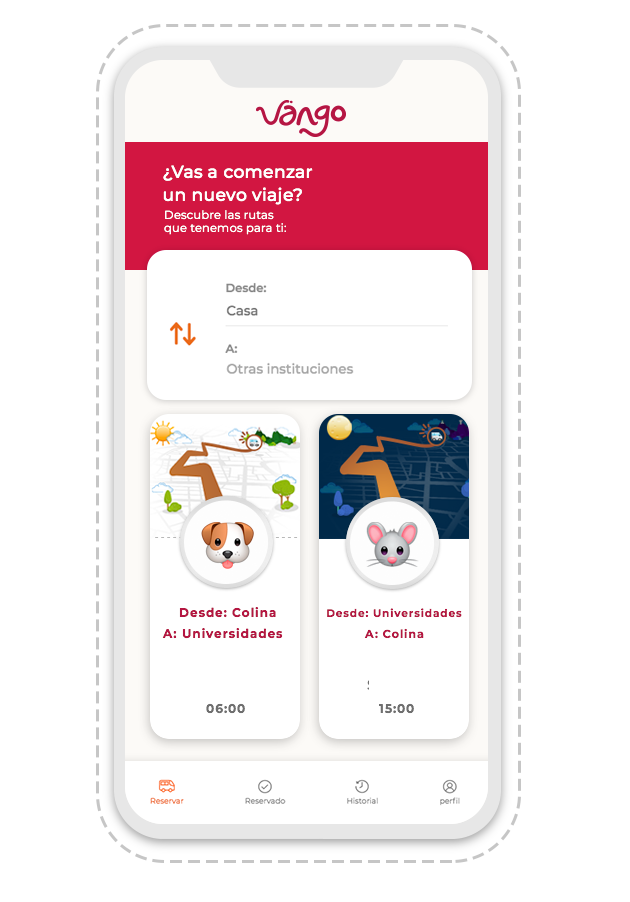 Vango
¿Vas a comenzar
un nuevo viaje?
Descubre las rutas
que tenemos para ti:
Desde:
Casa
A:
Otras instituciones
Desde: Colina
A: Universidades
06:00
Desde: Universidades
A: Colina
15:00
Reservar
Reservado
Historial
perfil